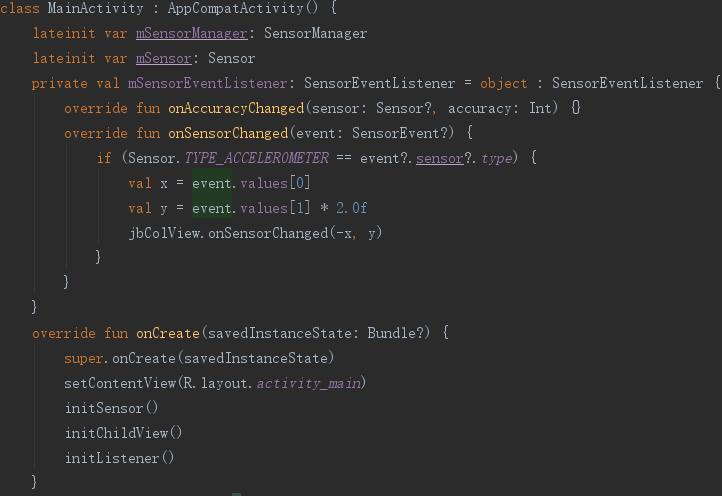 class MainActivity : AppCompatActivity() {
lateinit var mSensorManager: SensorManager
lateinit var mSensor: Sensor
private val mSensorEventListener: SensorEventListener = object : SensorEventListener {
override fun onAccuracyChanged(sensor: Sensor?, accuracy: Int) {}
override fun onSensorChanged(event: SensorEvent?) {
if (Sensor.TYPE_ACCELEROMETER == event?.sensor?.type) {
val x = event.values[0]
val y = event.values[1] * 2.0f
jbColView.onSensorChanged(-x, y)
}
}
}
override fun onCreate(savedInstanceState: Bundle?) {
super.onCreate(savedInstanceState)
setContentView(R.layout.activity_main)
initSensor()
initChildView()
initListener()
}